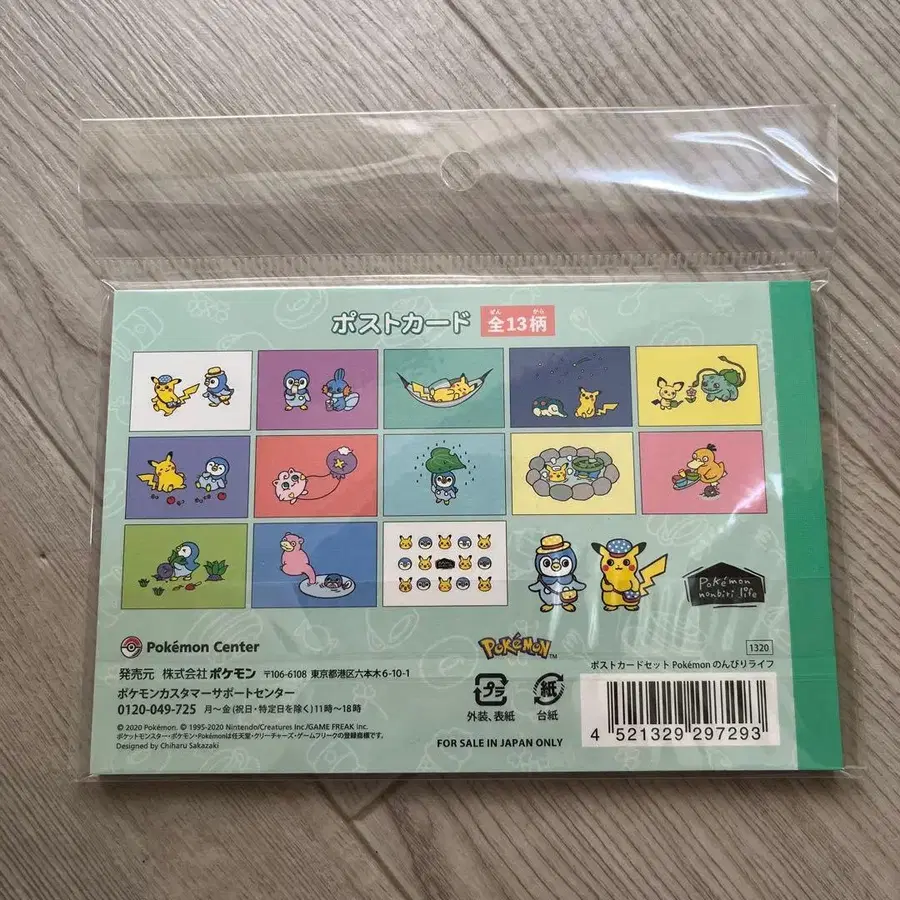 ポストカード 全13柄
ぜん がら
Pokémon nonbiri life
Pokémon Center
発売元 株式会社ポケモン 〒106-6108 東京都港区六本木6-10-1
ポケモンカスタマーサポートセンター
0120-049-725 月〜金(祝日・特定日を除く)11時〜18時
© 2020 Pokémon. © 1995-2020 Nintendo/Creatures Inc./GAME FREAK inc.
ポケットモンスター・ポケモン・Pokémonは任天堂・クリーチャーズ・ゲームフリークの登録商標です。
Designed by Chiharu Sakazaki
POKéMON TM
プラ
外装、表紙
紙
台紙
FOR SALE IN JAPAN ONLY
1320
ポストカードセット Pokémon のんびりライフ
4 521329 297293